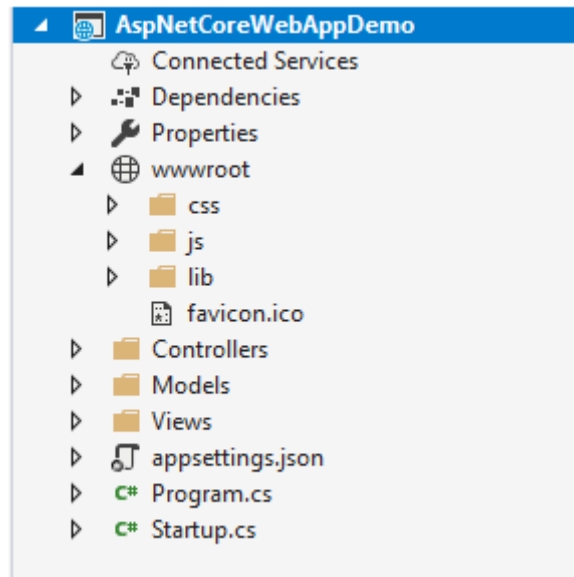 AspNetCoreWebAppDemo
Connected Services
Dependencies
Properties
wwwroot
css
js
lib
favicon.ico
Controllers
Models
Views
appsettings.json
C# Program.cs
C# Startup.cs